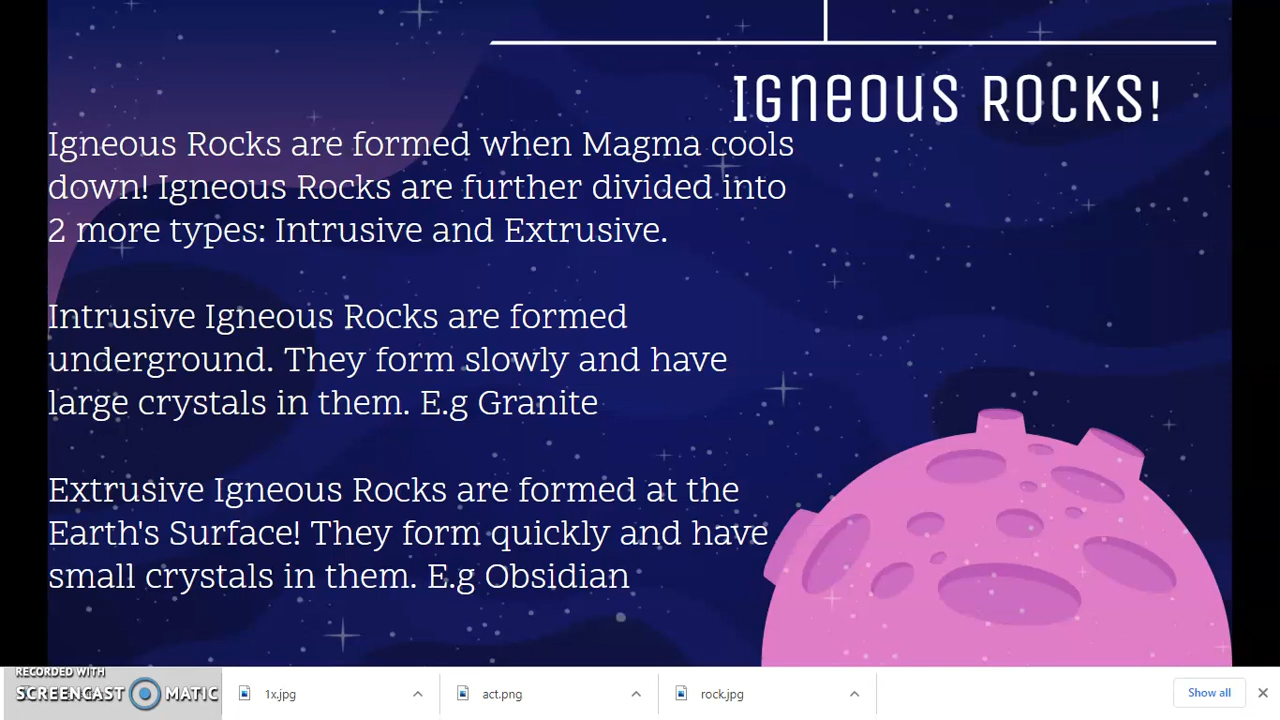 Igneous Rocks!
Igneous Rocks are formed when Magma cools
down! Igneous Rocks are further divided into
2 more types: Intrusive and Extrusive.
Intrusive Igneous Rocks are formed
underground. They form slowly and have
large crystals in them. E.g Granite
Extrusive Igneous Rocks are formed at the
Earth's Surface! They form quickly and have
small crystals in them. E.g Obsidian
RECORDED WITH
SCREENCAST MATIC
1x.jpg
act.png
rock.jpg
Show all